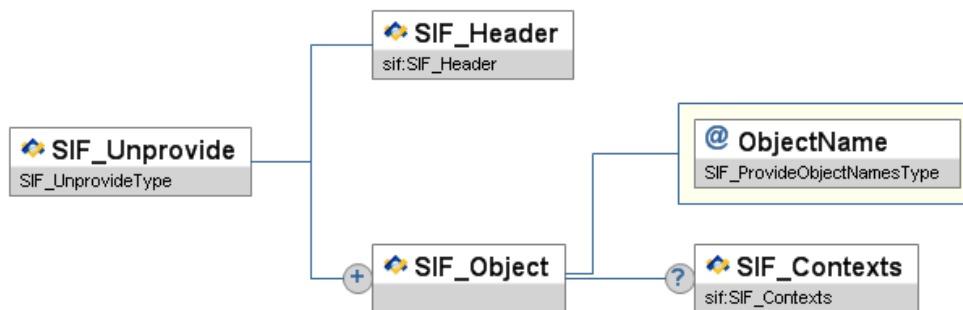 SIF_Header
sif:SIF_Header
SIF_Unprovide
SIF_UnprovideType
@ ObjectName
SIF_ProvideObjectNamesType
+
SIF_Object
?
SIF_Contexts
sif:SIF_Contexts